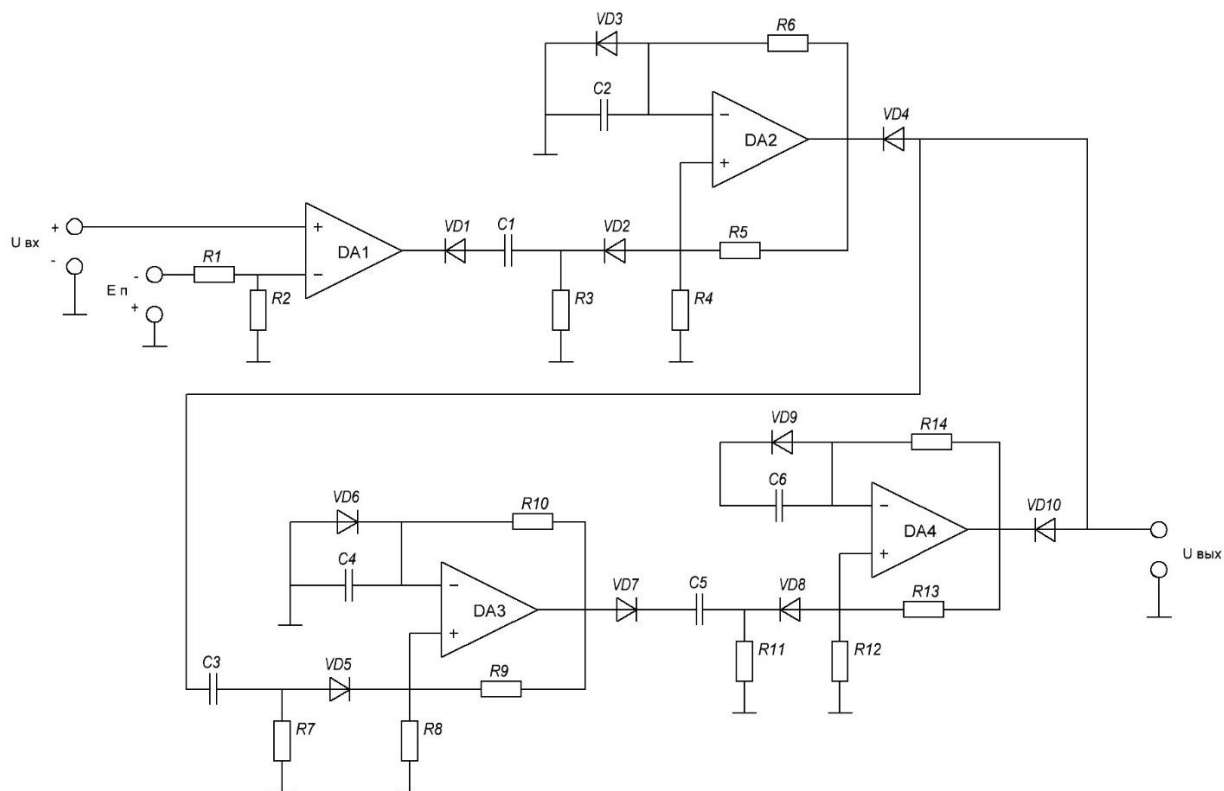 VD3
R6
C2
DA2
VD4
+
U вх
-
+
DA1
-
VD1
C1
VD2
R5
-
+
R1
E п
-
+
R2
R3
R4
VD9
R14
C6
DA4
-
+
VD10
U вых
VD6
R10
C4
DA3
-
+
VD7
C5
VD8
R13
R11
R12
C3
VD5
R9
R7
R8